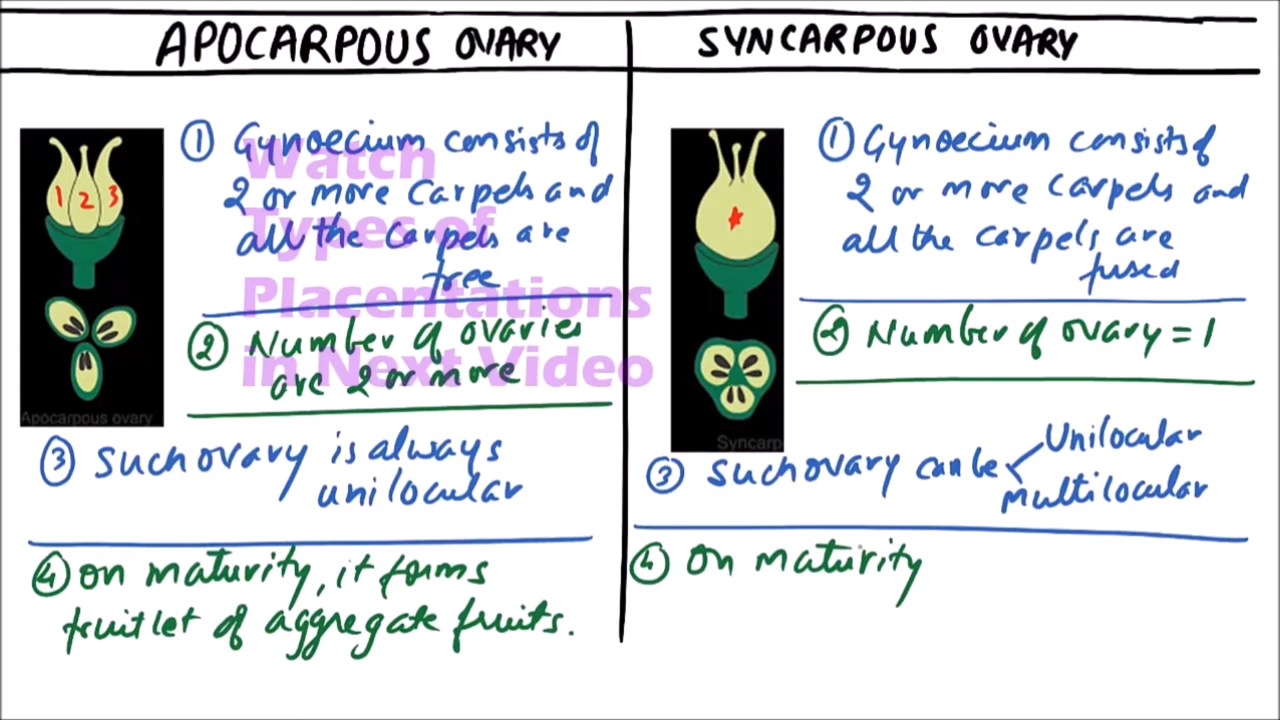 APOCARPOUS OVARY
SYNCARPOUS OVARY
1 2 3
Apocarpous ovary
① Gynoecium consists of
2 or more carpels and
all the carpels are
free
② Number of ovaries
are 2 or more
③ Such ovary is always
unilocular
④ on maturity, it forms
fruitlet of aggregate fruits.
Watch
Types of
Placentations
in Next Video
Syncarp
① Gynoecium consists of
2 or more carpels and
all the carpels are
fused
② Number of ovary = 1
③ Such ovary can be < Unilocular
Multilocular
④ On maturity